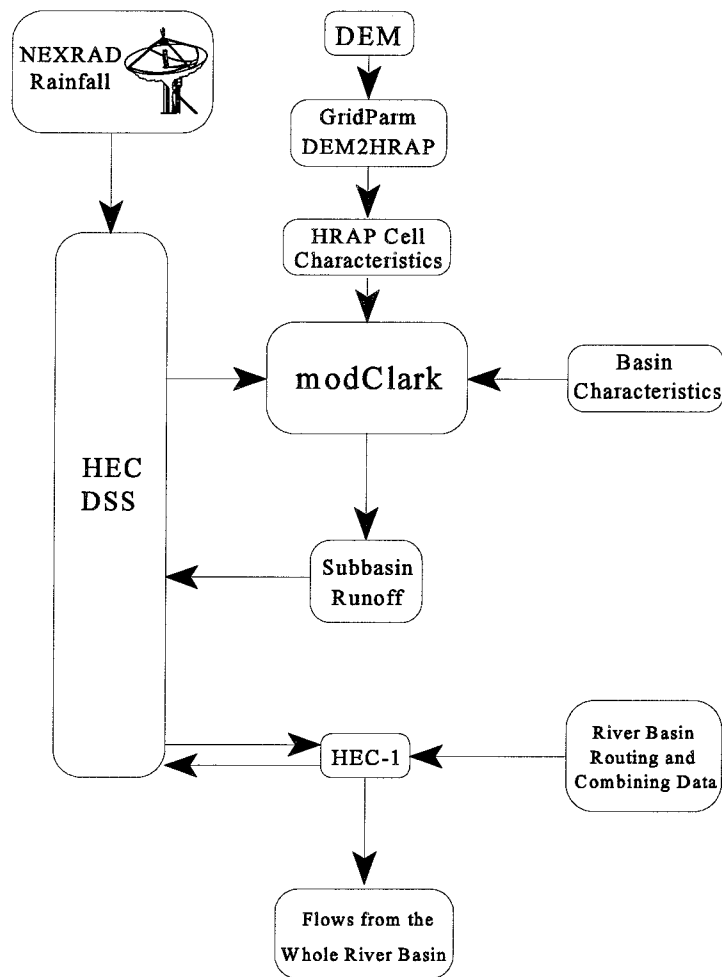 NEXRAD
Rainfall
DEM
GridParm
DEM2HRAP
HRAP Cell
Characteristics
modClark
Basin
Characteristics
HEC
DSS
Subbasin
Runoff
HEC-1
River Basin
Routing and
Combining Data
Flows from the
Whole River Basin